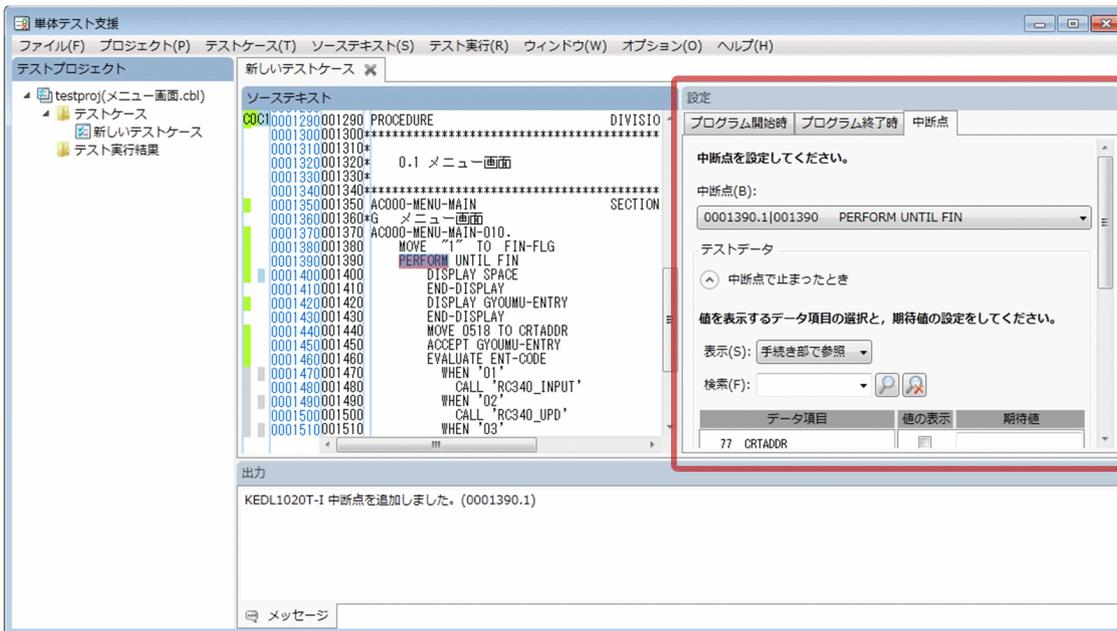 単体テスト支援
ファイル(F) プロジェクト(P) テストケース(T) ソーステキスト(S) テスト実行(R) ウィンドウ(W) オプション(O) ヘルプ(H)
テストプロジェクト
testproj(メニュー画面.cbl)
テストケース
新しいテストケース
テスト実行結果
新しいテストケース
ソーステキスト
C0C1
0001290 001290 PROCEDURE DIVISIO
0001300 001300*****************************************
0001310 001310*
0001320 001320* 0.1 メニュー画面
0001330 001330*
0001340 001340*****************************************
0001350 001350 AC000-MENU-MAIN SECTION
0001360 001360*G メニュー画面
0001370 001370 AC000-MENU-MAIN-010.
0001380 001380 MOVE "1" TO FIN-FLG
0001390 001390 PERFORM UNTIL FIN
0001400 001400 DISPLAY SPACE
0001410 001410 END-DISPLAY
0001420 001420 DISPLAY GYOUMU-ENTRY
0001430 001430 END-DISPLAY
0001440 001440 MOVE 0518 TO CRTADDR
0001450 001450 ACCEPT GYOUMU-ENTRY
0001460 001460 EVALUATE ENT-CODE
0001470 001470 WHEN '01'
0001480 001480 CALL 'RC340_INPUT'
0001490 001490 WHEN '02'
0001500 001500 CALL 'RC340_UPD'
0001510 001510 WHEN '03'
設定
プログラム開始時 プログラム終了時 中断点
中断点を設定してください。
中断点(B):
0001390.1|001390 PERFORM UNTIL FIN
テストデータ
中断点で止まったとき
値を表示するデータ項目の選択と，期待値の設定をしてください。
表示(S): 手続き部で参照
検索(F):
データ項目 値の表示 期待値
77 CRTADDR
出力
KEDL1020T-I 中断点を追加しました。(0001390.1)
メッセージ